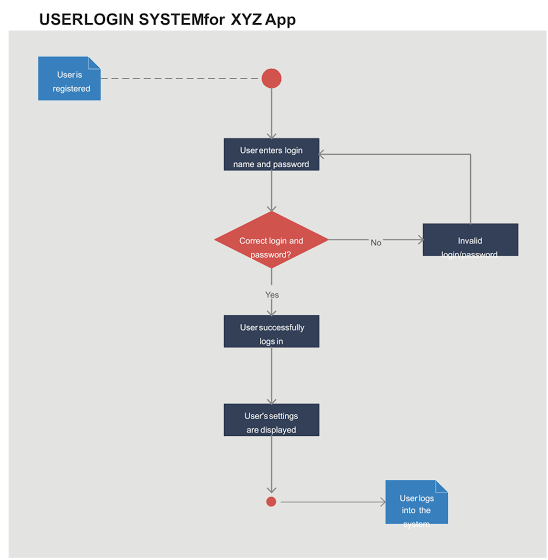 USERLOGIN SYSTEMfor XYZ App
User is
registered
User enters login
name and password
Correct login and
password?
No
Invalid
login/password
Yes
User successfully
logs in
User's settings
are displayed
User logs
into the
system